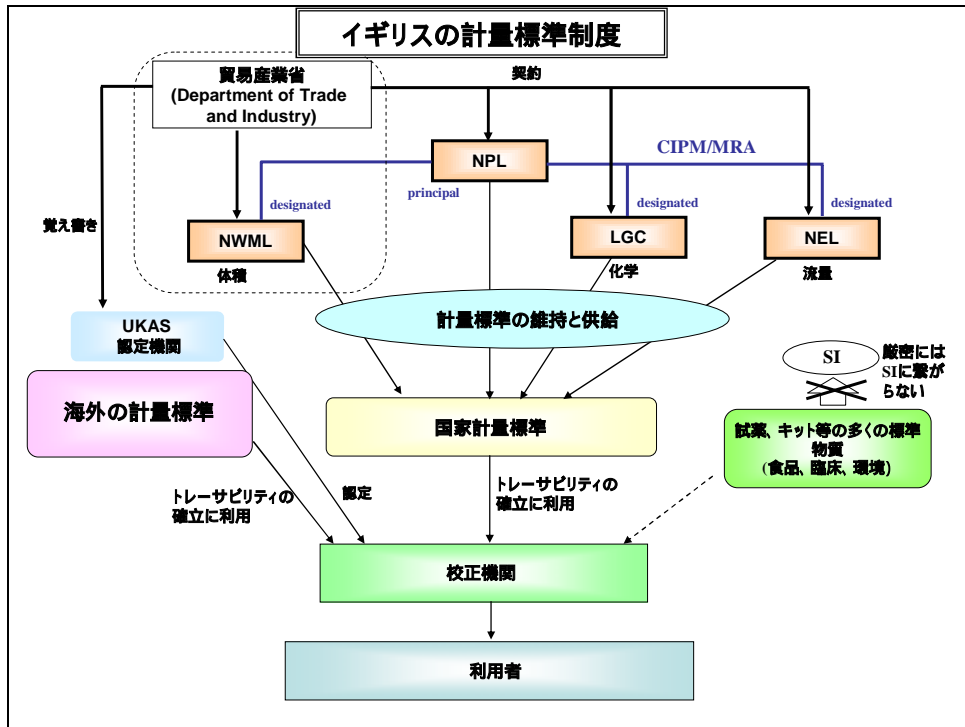 イギリスの計量標準制度
貿易産業省
(Department of Trade
and Industry)
契約
NPL
CIPM/MRA
designated
principal
designated
designated
覚え書き
NWML
LGC
NEL
体積
化学
流量
計量標準の維持と供給
UKAS
認定機関
SI
厳密には
SIに繋が
らない
海外の計量標準
国家計量標準
試薬、キット等の多くの標準
物質
(食品、臨床、環境)
トレーサビリティの
確立に利用
認定
トレーサビリティの
確立に利用
校正機関
利用者